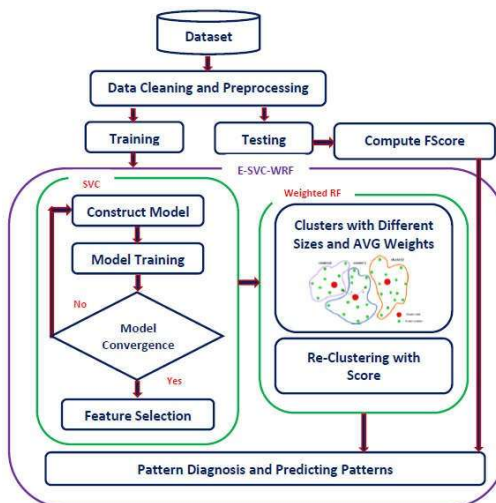 Dataset
Data Cleaning and Preprocessing
Training
Testing
Compute FScore
E-SVC-WRF
SVC
Construct Model
Model Training
No
Model
Convergence
Yes
Feature Selection
Weighted RF
Clusters with Different
Sizes and AVG Weights
Re-Clustering with
Score
Pattern Diagnosis and Predicting Patterns